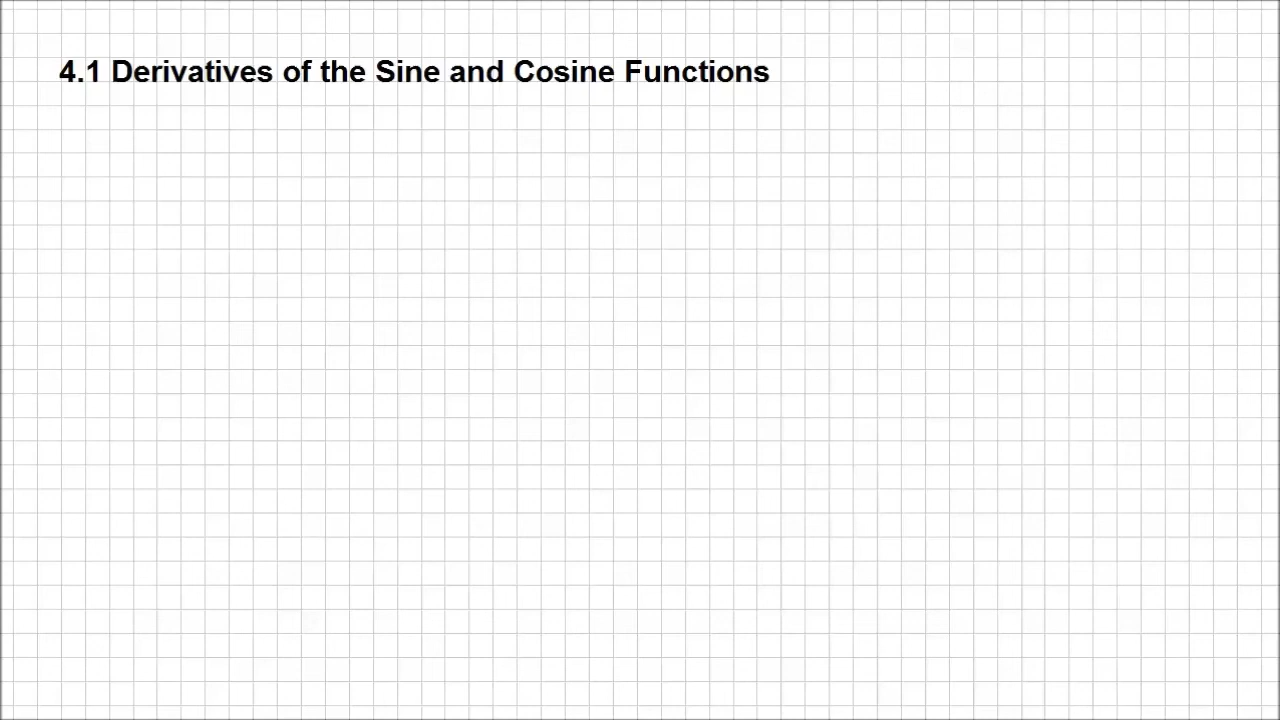 4.1 Derivatives of the Sine and Cosine Functions